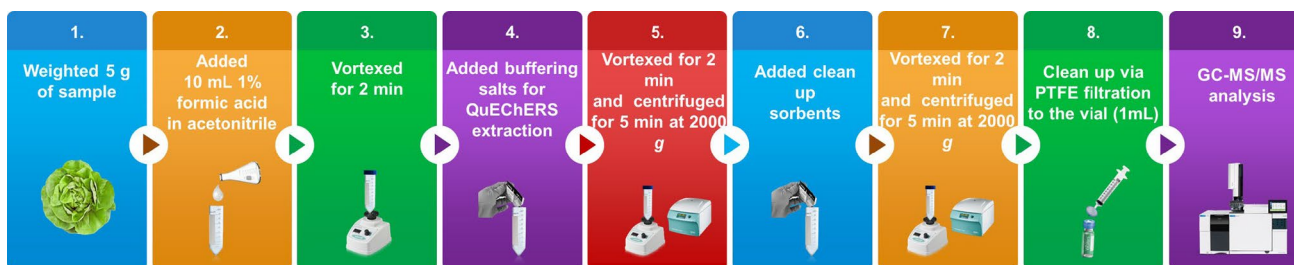 1.
Weighted 5 g
of sample
2.
Added
10 mL 1%
formic acid
in acetonitrile
3.
Vortexed
for 2 min
4.
Added buffering
salts for
QuEChERS
extraction
5.
Vortexed for 2
min
and centrifuged
for 5 min at 2000
g
6.
Added clean
up
sorbents
7.
Vortexed for 2
min
and centrifuged
for 5 min at 2000
g
8.
Clean up via
PTFE filtration
to the vial (1mL)
9.
GC-MS/MS
analysis